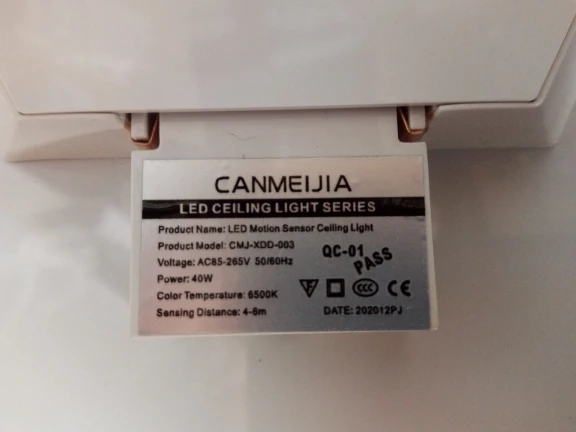 CANMEIJIA
LED CEILING LIGHT SERIES
Product Name: LED Motion Sensor Ceiling Light
Product Model: CMJ-XDD-003
Voltage: AC85-265V 50/60Hz
Power: 40W
Color Temperature: 6500K
Sensing Distance: 4-6m
QC-01
PASS
F
CCC
CE
DATE: 202012PJ